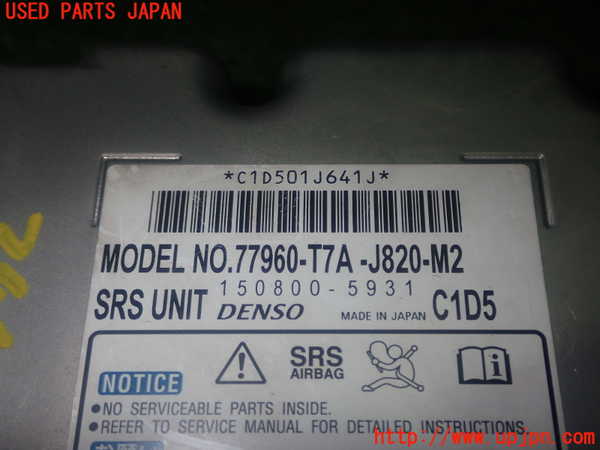 USED PARTS JAPAN
*C1D501J641J*
MODEL NO.77960-T7A -J820-M2
SRS UNIT 150800-5931 DENSO MADE IN JAPAN C1D5
NOTICE SRS AIRBAG
●NO SERVICEABLE PARTS INSIDE.
●REFER TO SERVICE MANUAL FOR DETAILED INSTRUCTIONS.
http://www.upjpn.com